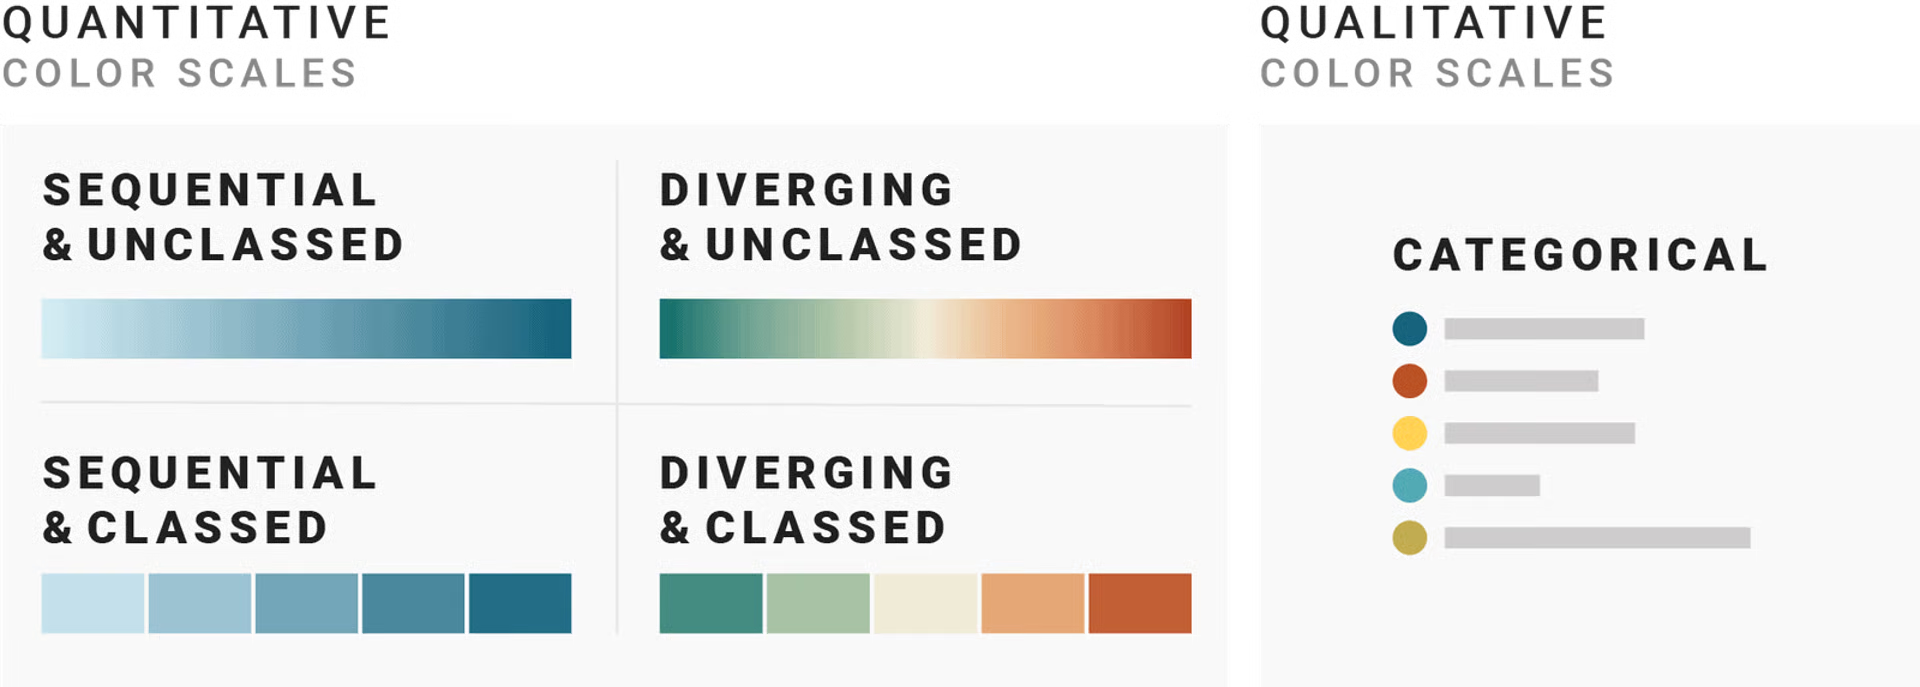 QUANTITATIVE
COLOR SCALES
SEQUENTIAL
& UNCLASSED
DIVERGING
& UNCLASSED
SEQUENTIAL
& CLASSED
DIVERGING
& CLASSED
QUALITATIVE
COLOR SCALES
CATEGORICAL